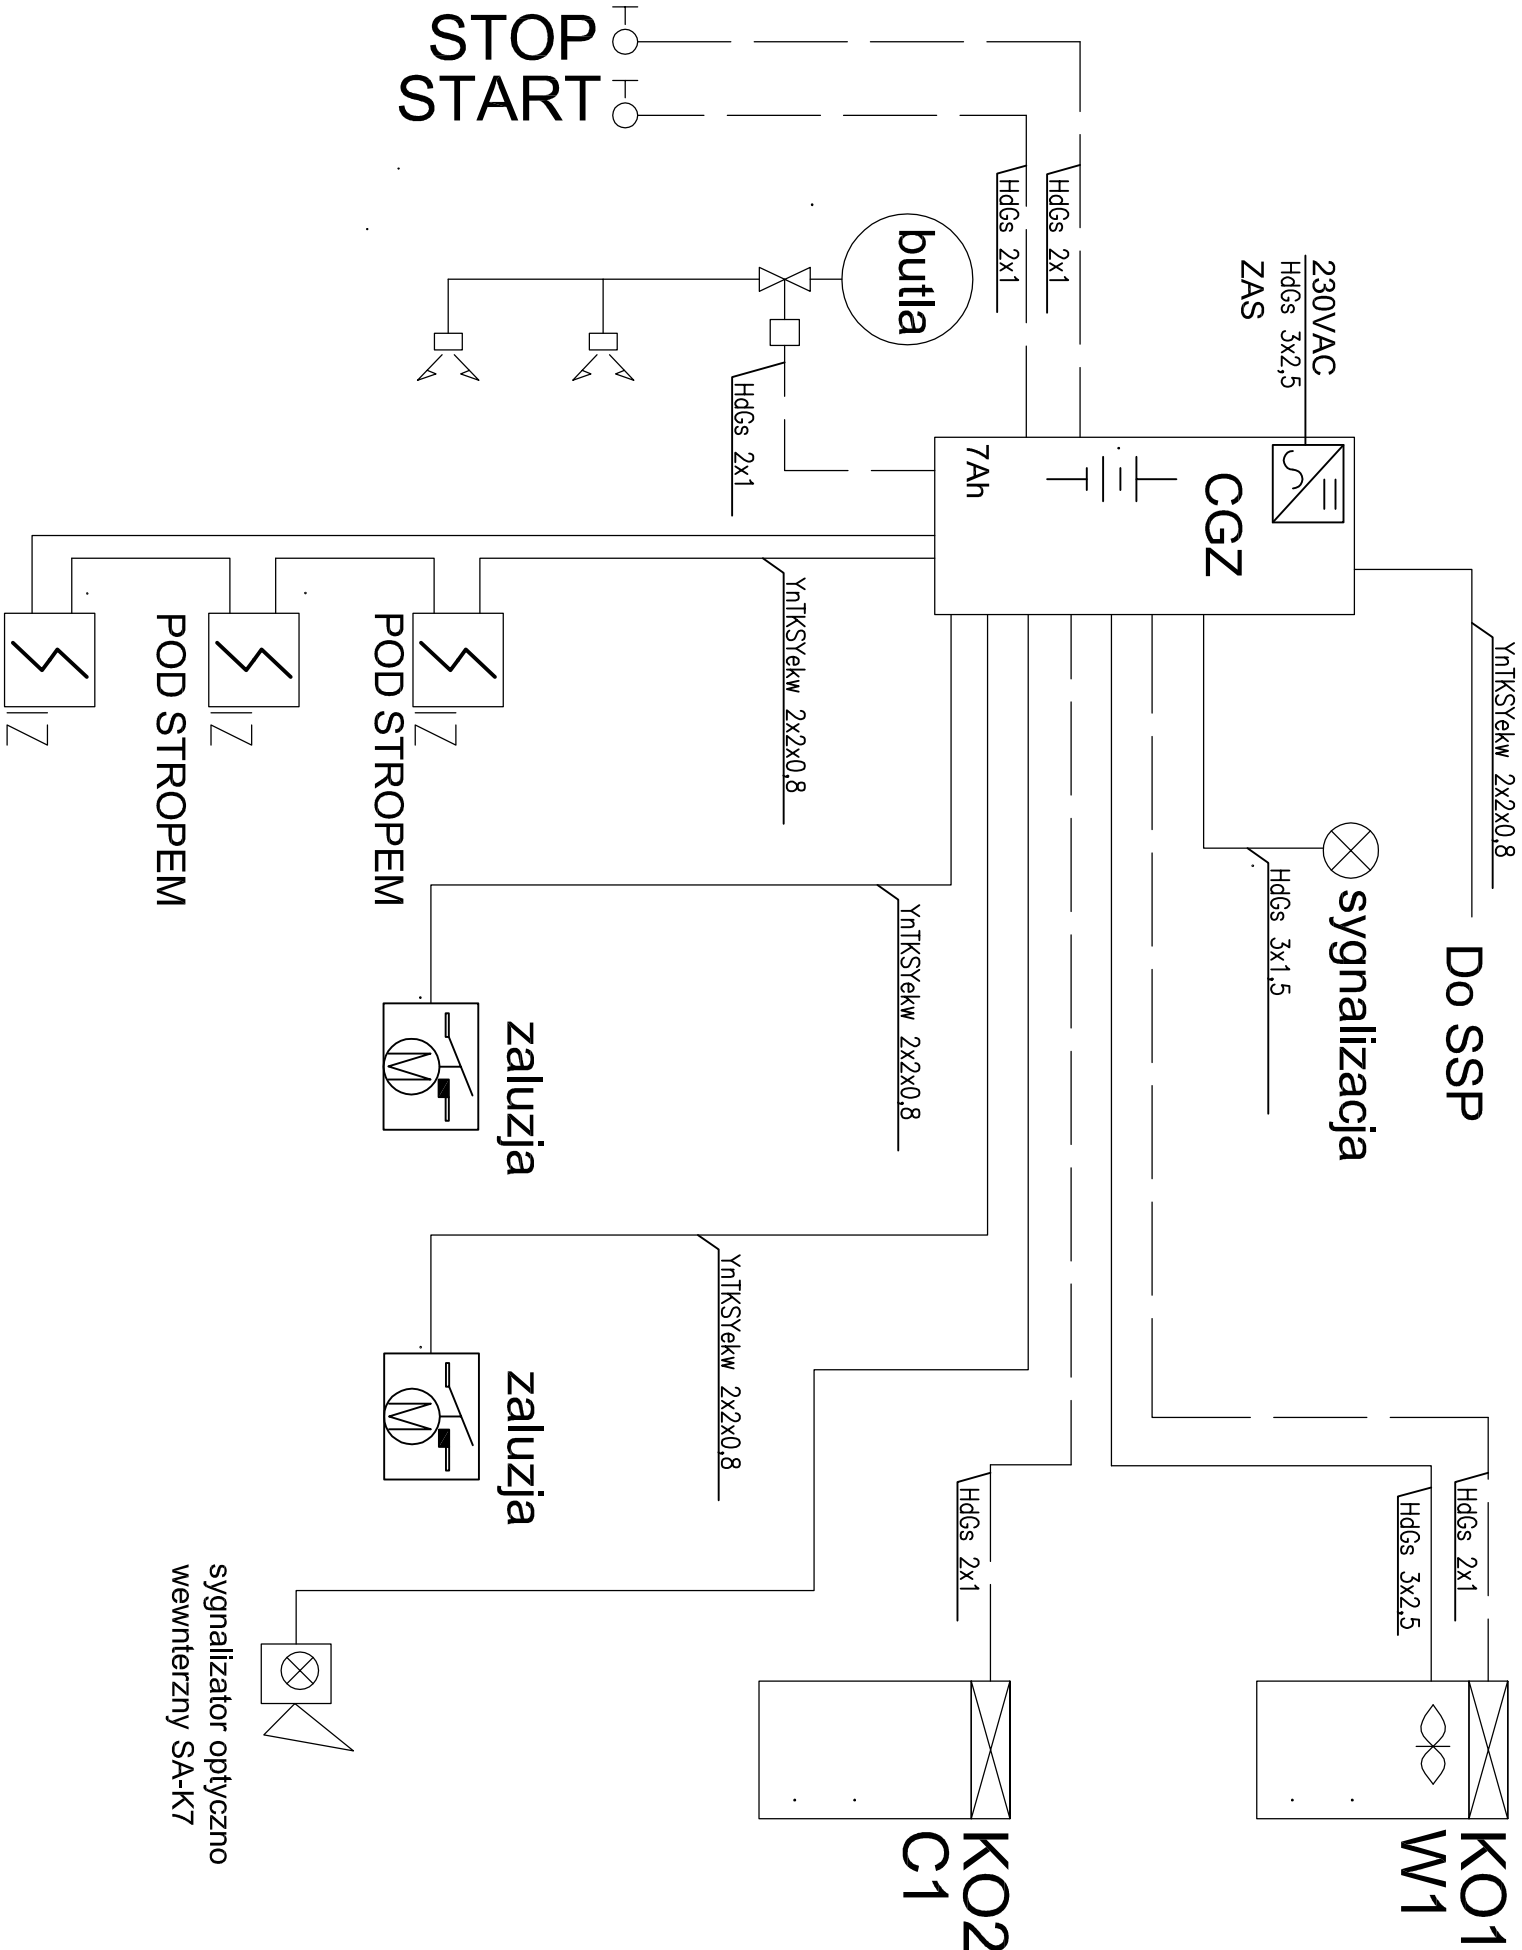 STOP
START
HdGs 2x1
HdGs 2x1
butla
HdGs 2x1
230VAC
HdGs 3x2,5
ZAS
CGZ
7Ah
YnTKSYekw 2x2x0,8
Do SSP
sygnalizacja
HdGs 3x1,5
YnTKSYekw 2x2x0,8
POD STROPEM
POD STROPEM
YnTKSYekw 2x2x0,8
zaluzja
M
YnTKSYekw 2x2x0,8
zaluzja
M
HdGs 2x1
HdGs 3x2,5
HdGs 2x1
KO1
W1
KO2
C1
sygnalizator optyczno
wewnterzny SA-K7